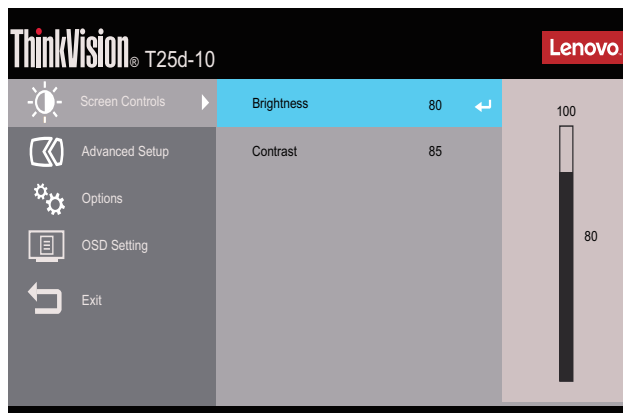 ThinkVision® T25d-10
Lenovo.
Screen Controls
Brightness 80
100
Advanced Setup
Contrast 85
Options
OSD Setting
80
Exit